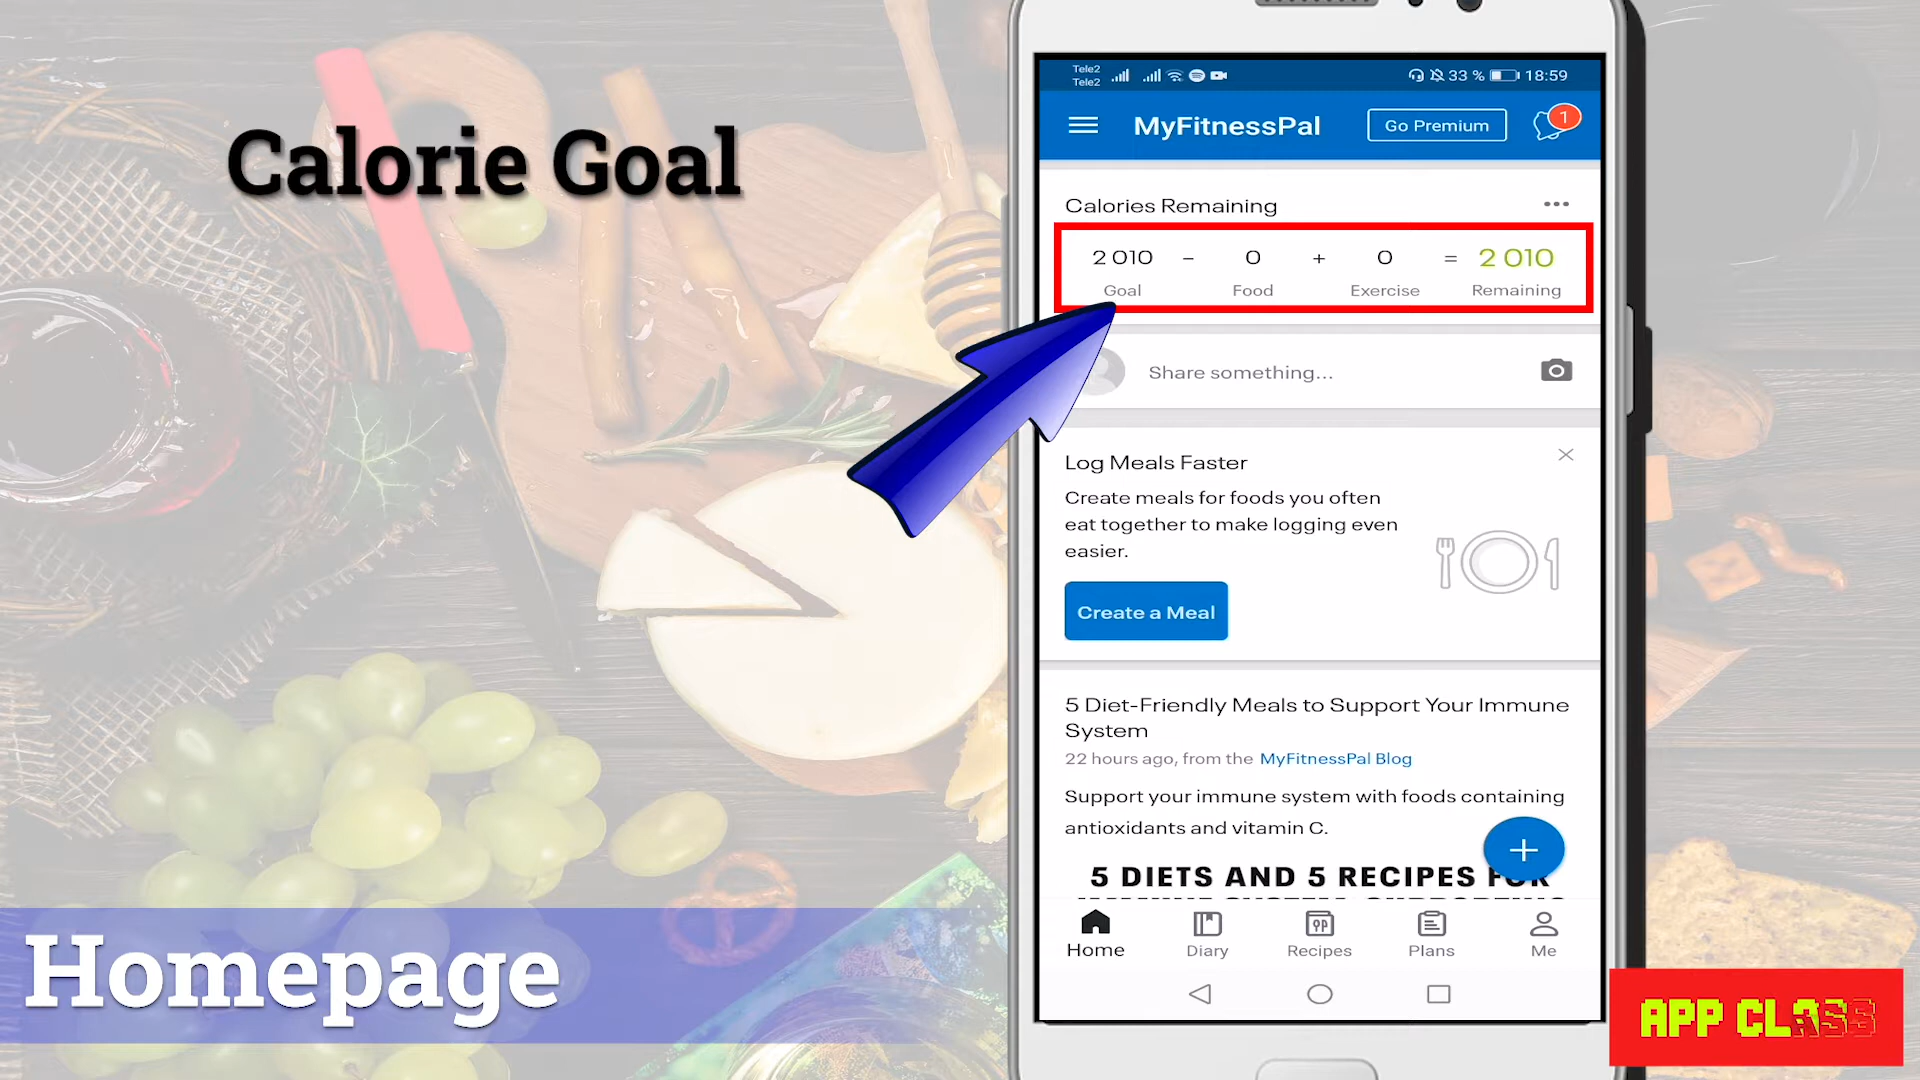 Calorie Goal
Tele2
Tele2
33 %
18:59
MyFitnessPal
Go Premium
1
Calories Remaining
2 010 - 0 + 0 = 2 010
Goal Food Exercise Remaining
Share something...
Log Meals Faster
Create meals for foods you often
eat together to make logging even
easier.
Create a Meal
5 Diet-Friendly Meals to Support Your Immune
System
22 hours ago, from the MyFitnessPal Blog
Support your immune system with foods containing
antioxidants and vitamin C.
5 DIETS AND 5 RECIPES FOR
Home Diary Recipes Plans Me
Homepage
APP CLASS